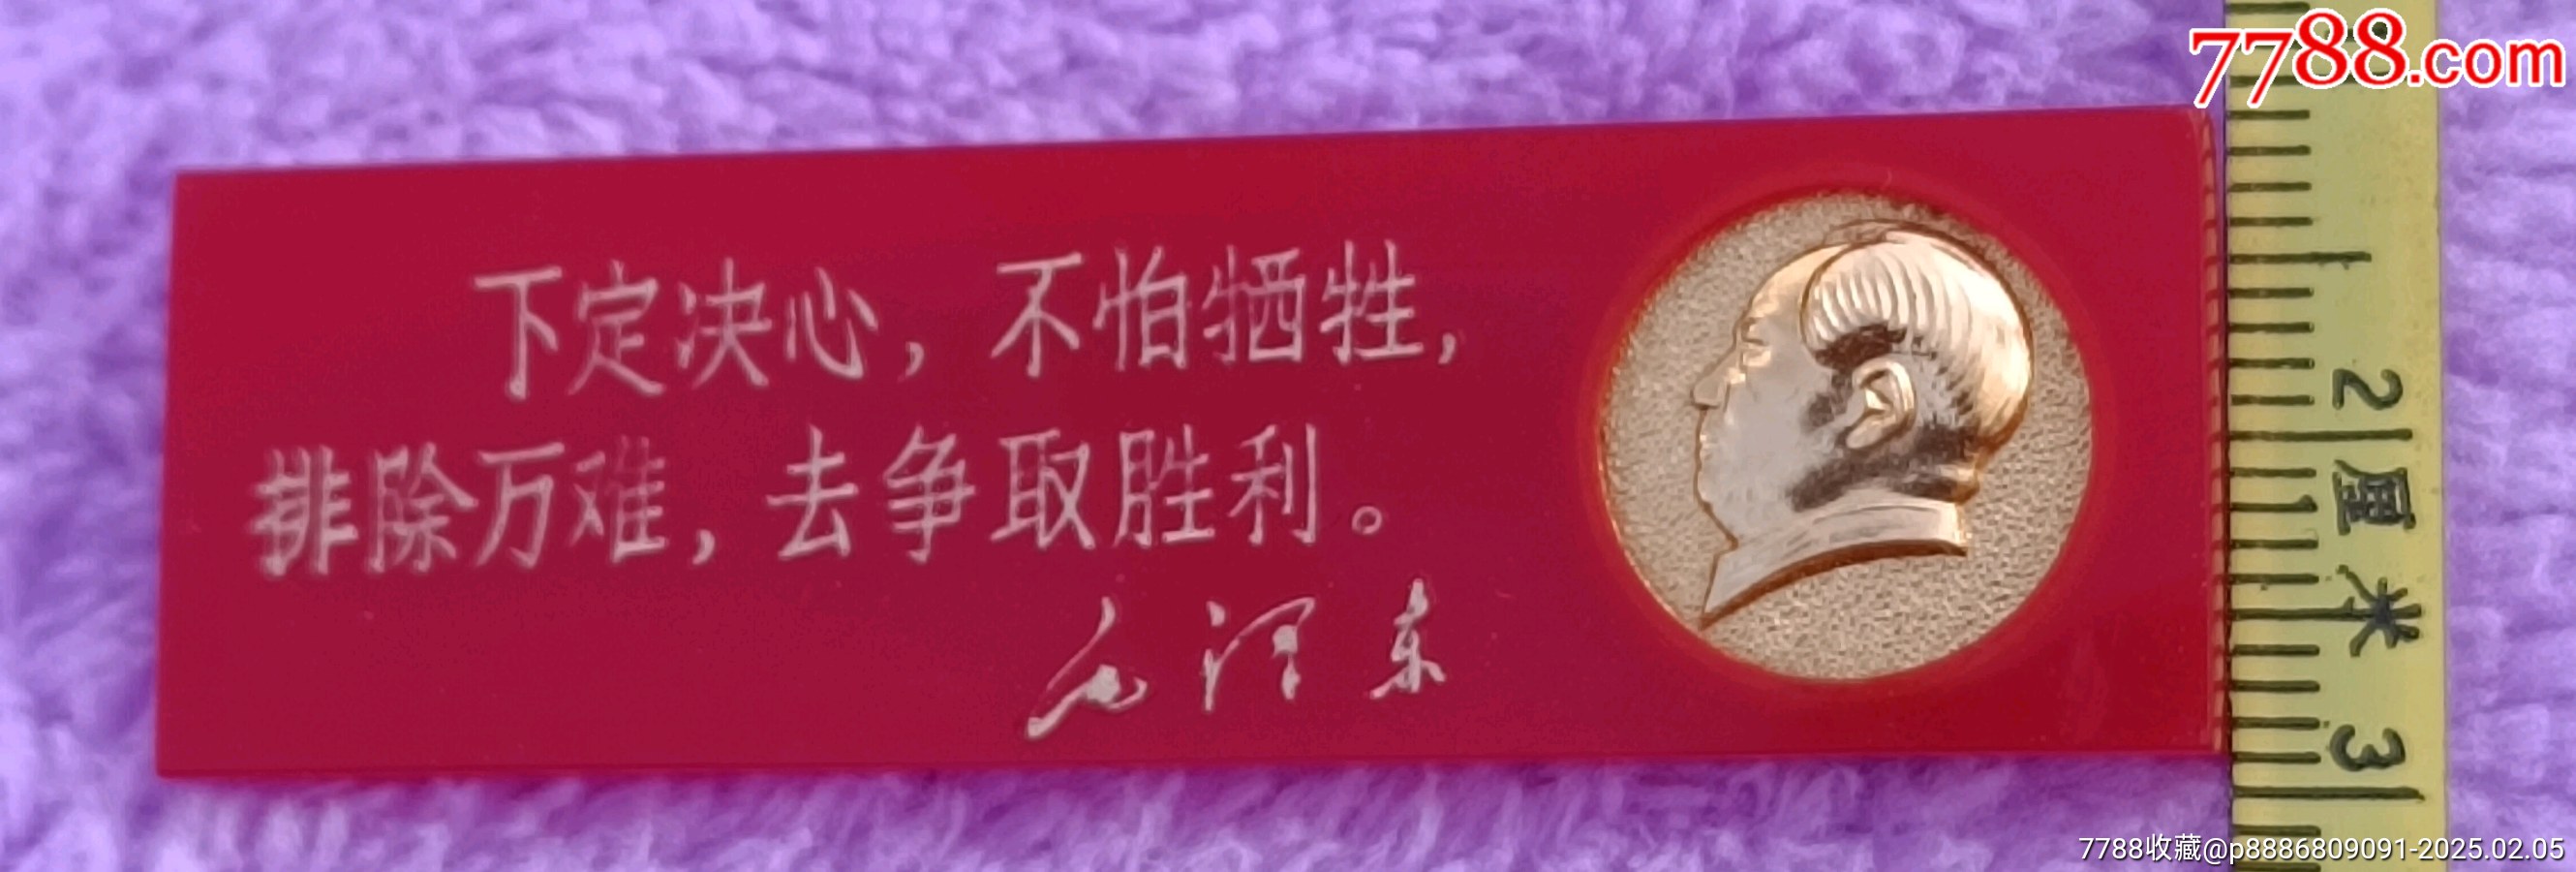 7788.com
下定决心，不怕牺牲，
排除万难，去争取胜利。
毛泽东
2
厘米
3
7788收藏@p8886809091-2025.02.05